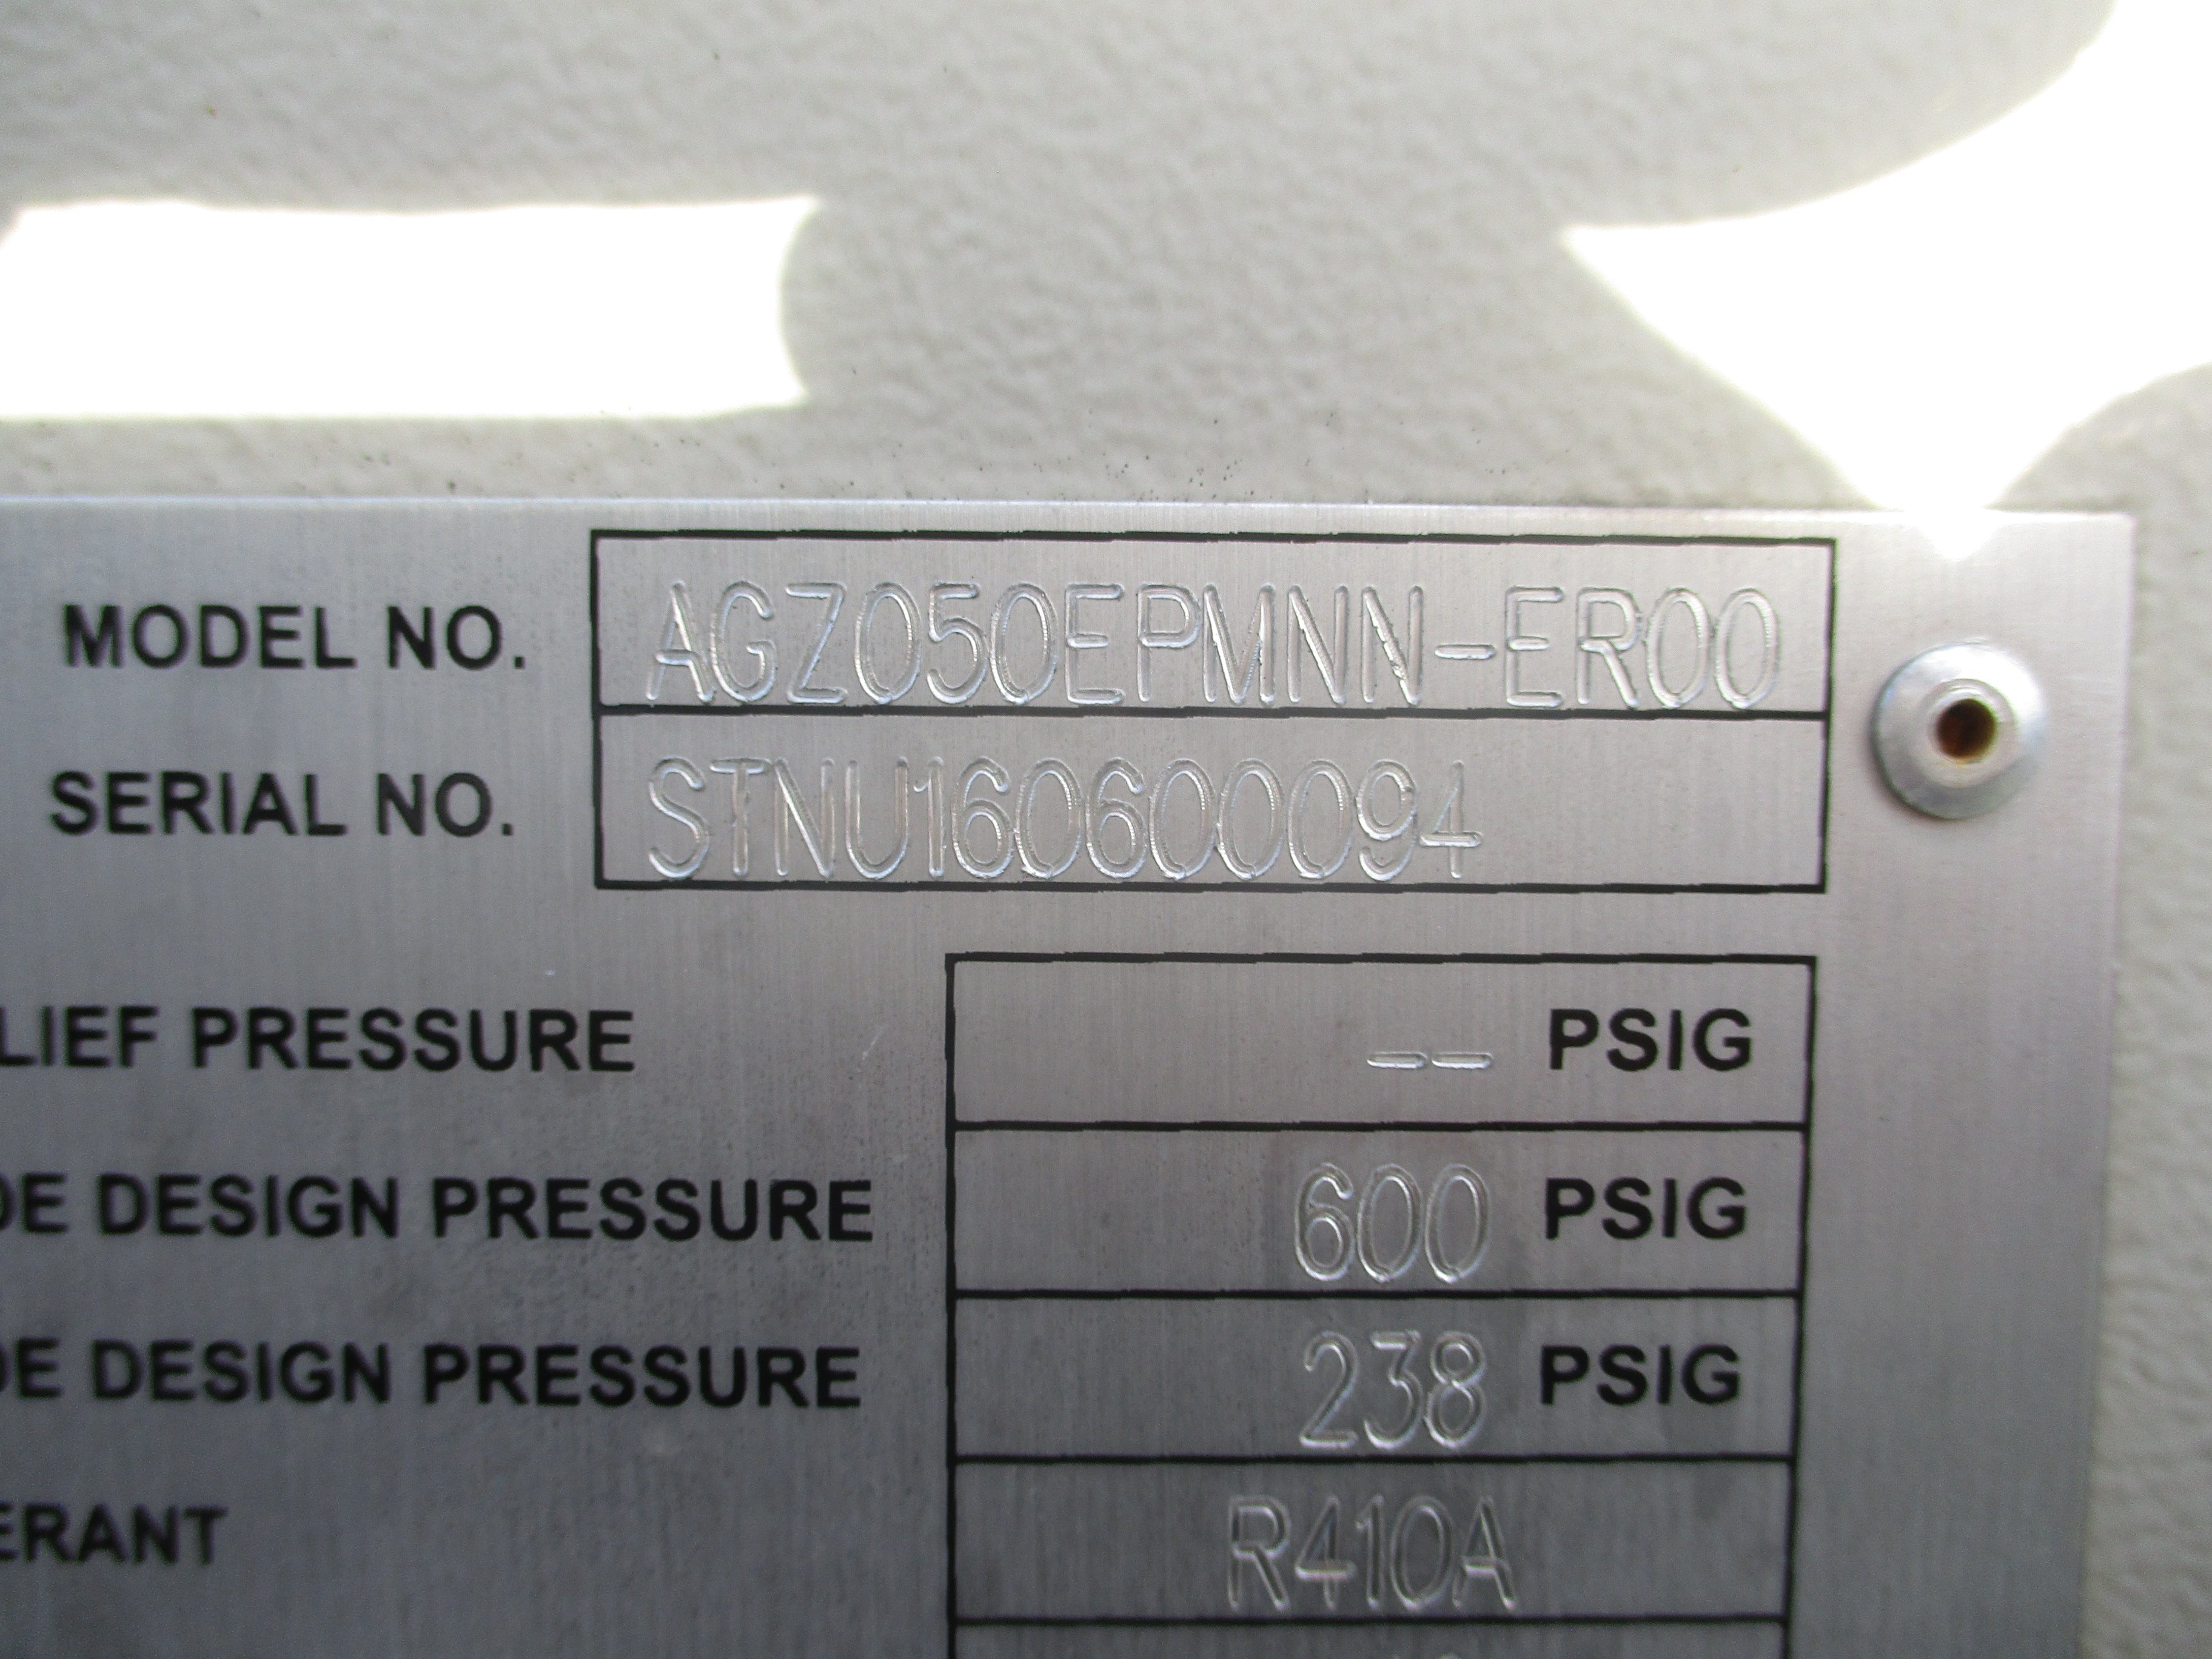 MODEL NO. AGZ050EPMNN-ER00
SERIAL NO. STNU160600094
LIEF PRESSURE -- PSIG
DE DESIGN PRESSURE 600 PSIG
DE DESIGN PRESSURE 238 PSIG
ERANT R410A